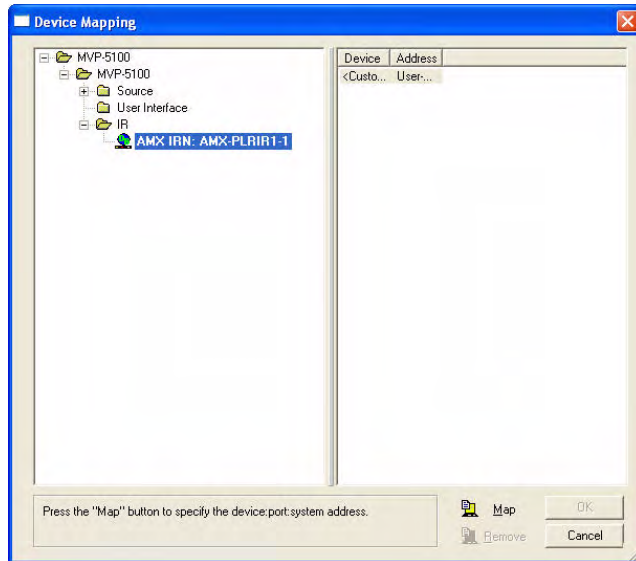 Device Mapping
MVP-5100
MVP-5100
Source
User Interface
IR
AMX IRN: AMX-PLRIR1-1
Device Address
<Custo... User-...
Press the "Map" button to specify the device:port:system address.
Map
OK
Remove
Cancel